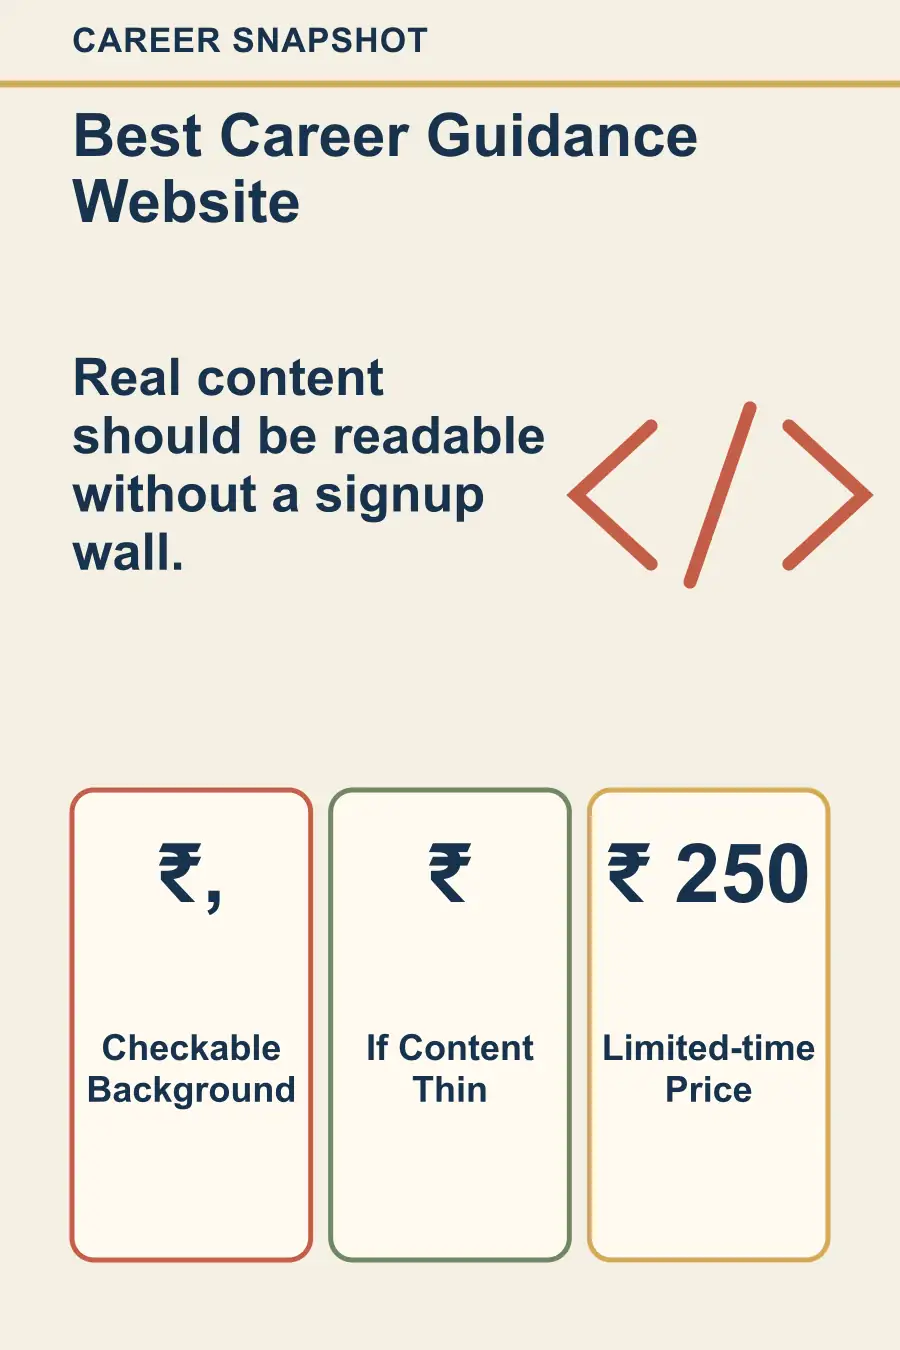 CAREER SNAPSHOT
Best Career Guidance
Website
Real content
should be readable
without a signup
wall.
</>
₹,
Checkable
Background
₹
If Content
Thin
₹ 250
Limited-time
Price